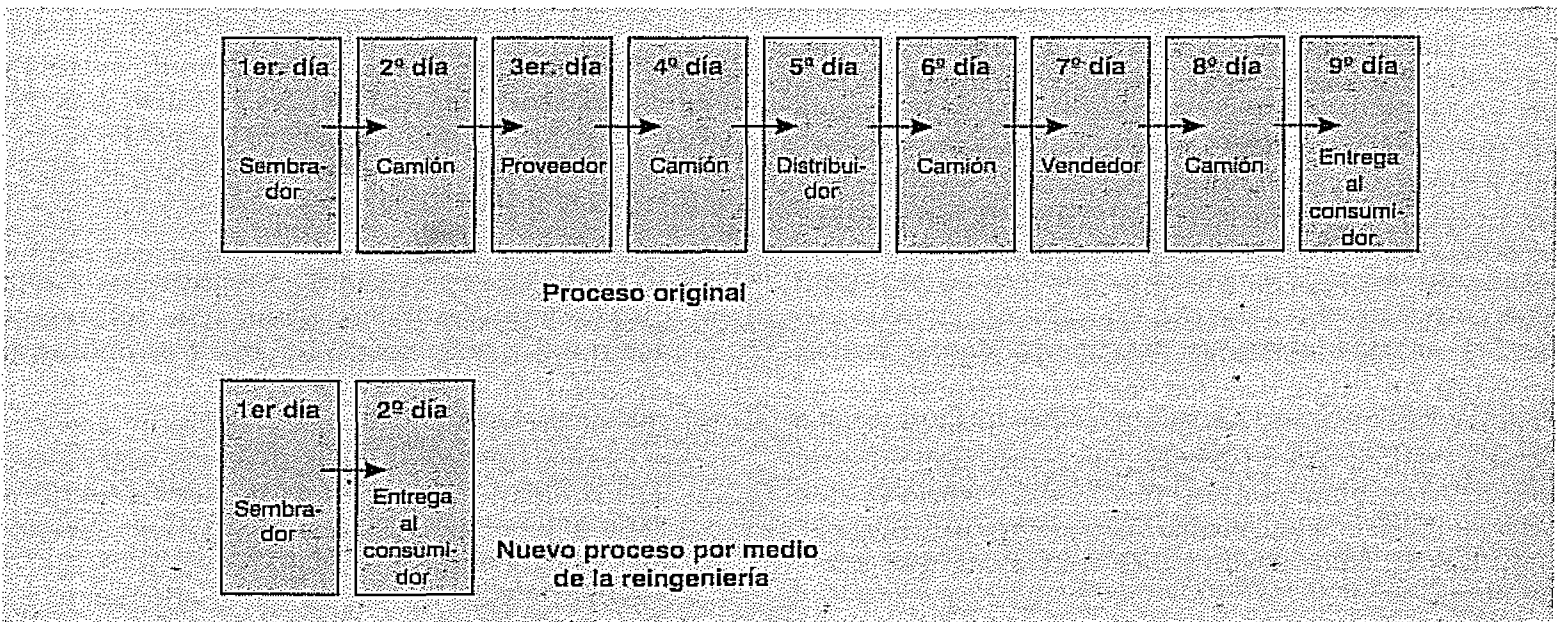 1er. día
2º día
3er. día
4º día
5º día
6º día
7º día
8º día
9º día
Sembra-
dor
Camión
Proveedor
Camión
Distribui-
dor
Camión
Vendedor
Camión
Entrega
al
consumi-
dor
Proceso original
1er día
2º día
Sembra-
dor
Entrega
al
consumi-
dor
Nuevo proceso por medio
de la reingeniería